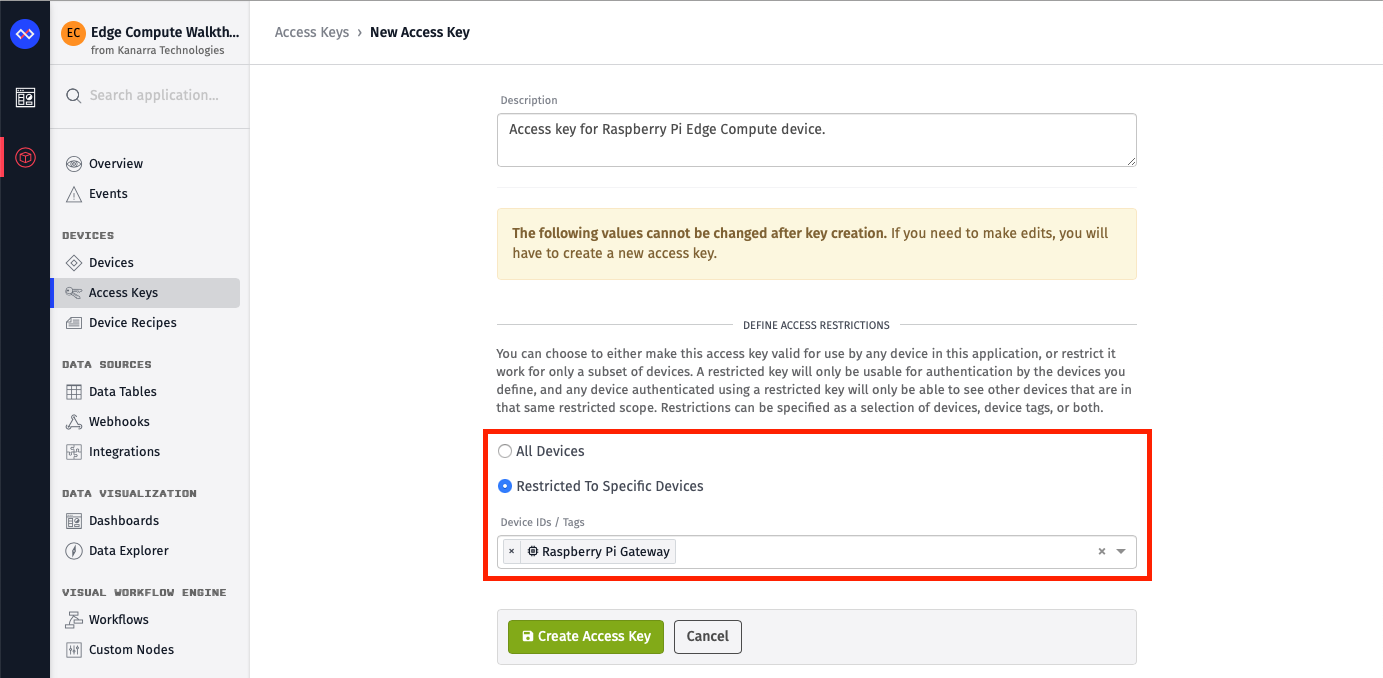 EC
Edge Compute Walkth...
from Kanarra Technologies
Search application...
Overview
Events
DEVICES
Devices
Access Keys
Device Recipes
DATA SOURCES
Data Tables
Webhooks
Integrations
DATA VISUALIZATION
Dashboards
Data Explorer
VISUAL WORKFLOW ENGINE
Workflows
Custom Nodes
Access Keys › New Access Key
Description
Access key for Raspberry Pi Edge Compute device.
The following values cannot be changed after key creation. If you need to make edits, you will
have to create a new access key.
DEFINE ACCESS RESTRICTIONS
You can choose to either make this access key valid for use by any device in this application, or restrict it
work for only a subset of devices. A restricted key will only be usable for authentication by the devices you
define, and any device authenticated using a restricted key will only be able to see other devices that are in
that same restricted scope. Restrictions can be specified as a selection of devices, device tags, or both.
All Devices
Restricted To Specific Devices
Device IDs / Tags
× Raspberry Pi Gateway ×
Create Access Key
Cancel